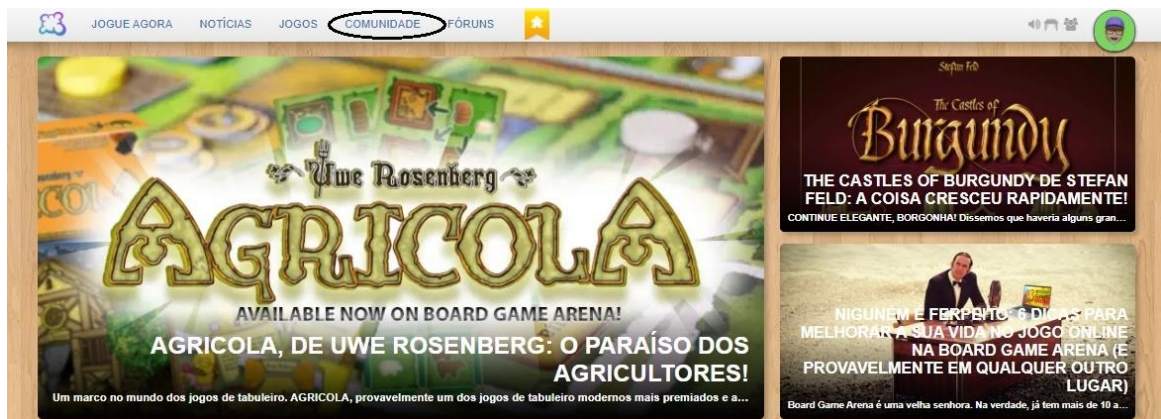 JOGUE AGORA NOTÍCIAS JOGOS COMUNIDADE FÓRUNS
Uwe Rosenberg
AGRICOLA
AVAILABLE NOW ON BOARD GAME ARENA!
AGRICOLA, DE UWE ROSENBERG: O PARAÍSO DOS
AGRICULTORES!
Um marco no mundo dos jogos de tabuleiro. AGRICOLA, provavelmente um dos jogos de tabuleiro modernos mais premiados e a...
Stefan Feld
The Castles of
Burgundy
THE CASTLES OF BURGUNDY DE STEFAN
FELD: A COISA CRESCEU RAPIDAMENTE!
CONTINUE ELEGANTE, BORGONHA! Dissemos que haveria alguns gran...
NIGUNÉM É FERPEITO: 6 DICAS PARA
MELHORAR A SUA VIDA NO JOGO ONLINE
NA BOARD GAME ARENA (E
PROVAVELMENTE EM QUALQUER OUTRO
LUGAR)
Board Game Arena é uma velha senhora. Na verdade, já tem mais de 10 a...